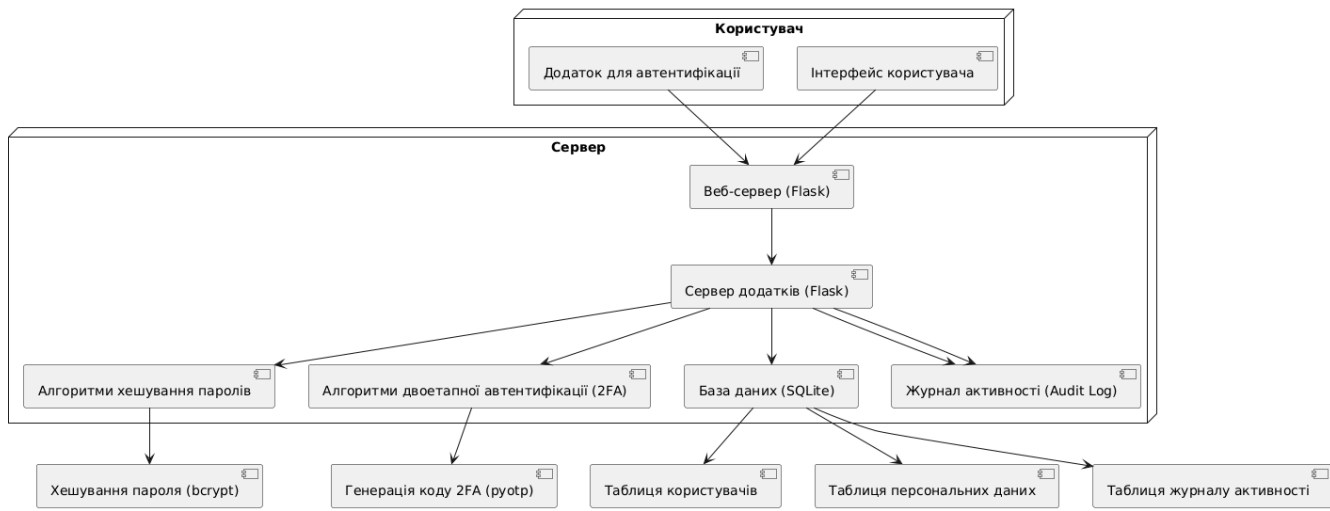 Користувач
Додаток для автентифікації
Інтерфейс користувача
Сервер
Веб-сервер (Flask)
Сервер додатків (Flask)
Алгоритми хешування паролів
Алгоритми двоетапної автентифікації (2FA)
База даних (SQLite)
Журнал активності (Audit Log)
Хешування пароля (bcrypt)
Генерація коду 2FA (pyotp)
Таблиця користувачів
Таблиця персональних даних
Таблиця журналу активності